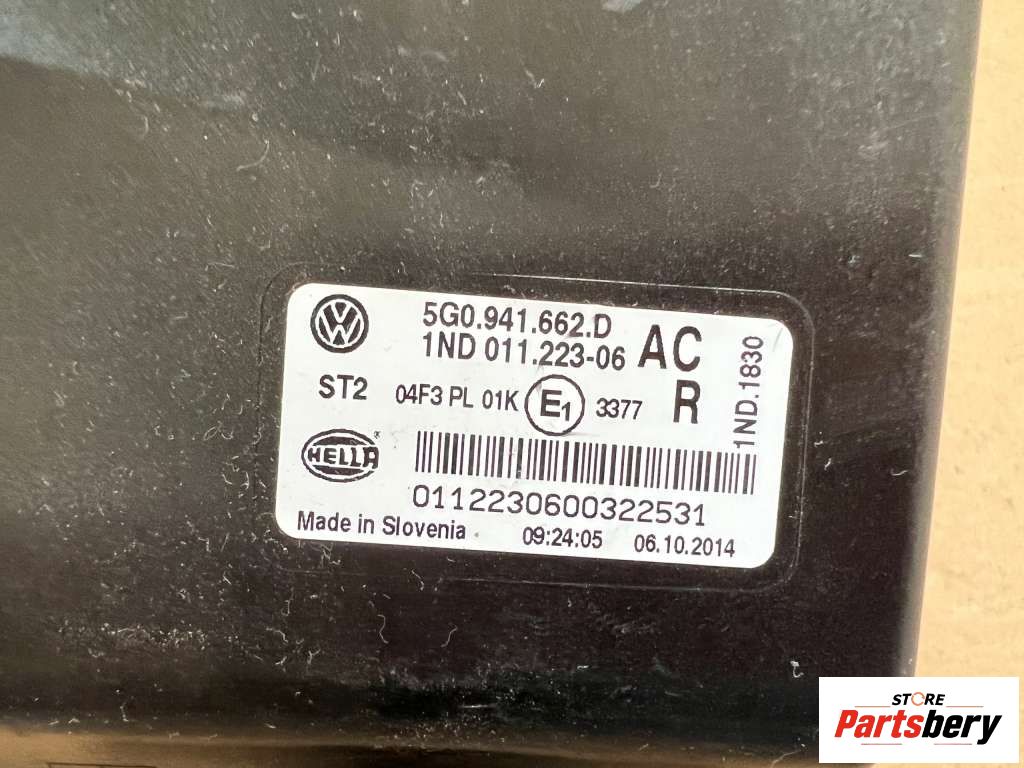 5G0.941.662.D
1ND 011.223-06 AC
ST2 04F3 PL 01K E1 3377 R
1ND.1830
HELLA
0112230600322531
Made in Slovenia 09:24:05 06.10.2014
STORE
Partsbery